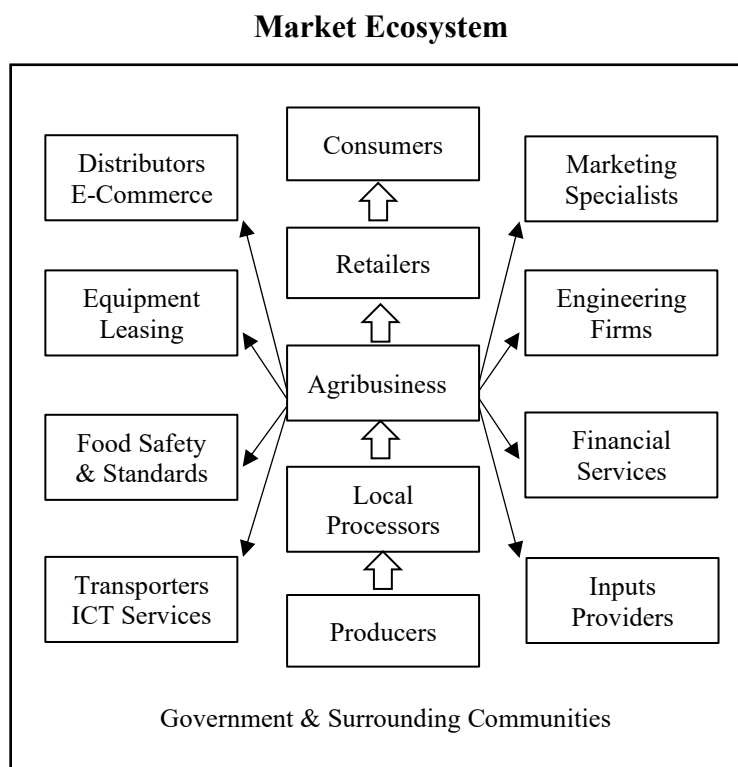 Market Ecosystem
Consumers
Distributors
E-Commerce
Marketing
Specialists
Retailers
Equipment
Leasing
Engineering
Firms
Agribusiness
Food Safety
& Standards
Financial
Services
Local
Processors
Transporters
ICT Services
Inputs
Providers
Producers
Government & Surrounding Communities